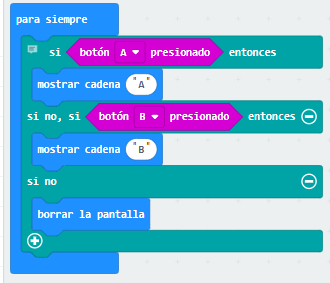 para siempre
si botón A presionado entonces
mostrar cadena "A"
si no, si botón B presionado entonces
mostrar cadena "B"
si no
borrar la pantalla